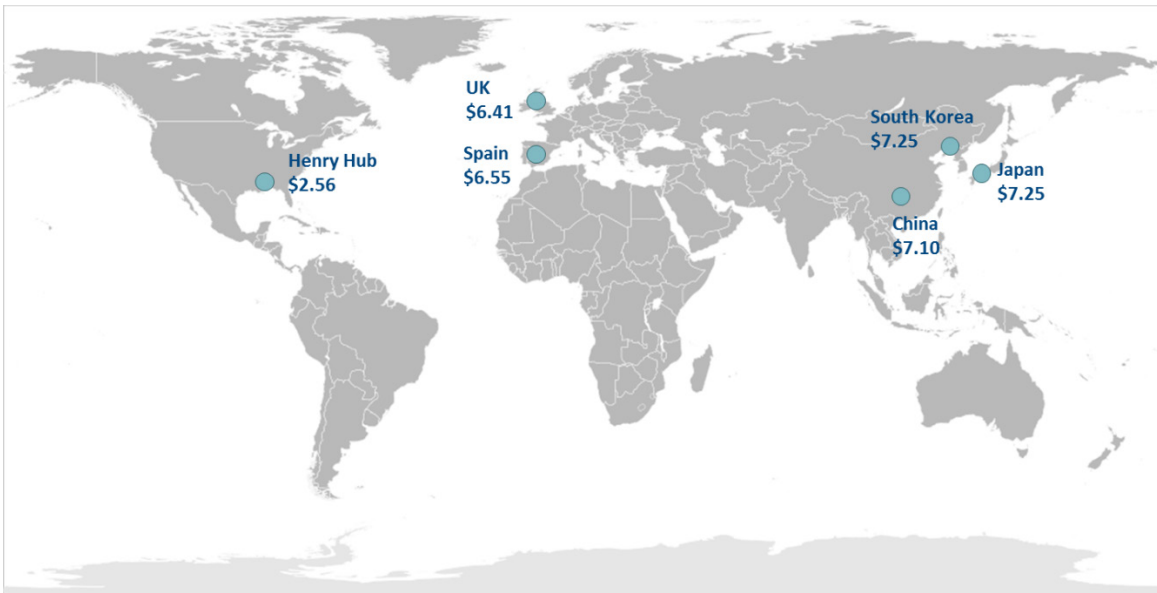 UK
$6.41
Spain
$6.55
Henry Hub
$2.56
South Korea
$7.25
Japan
$7.25
China
$7.10